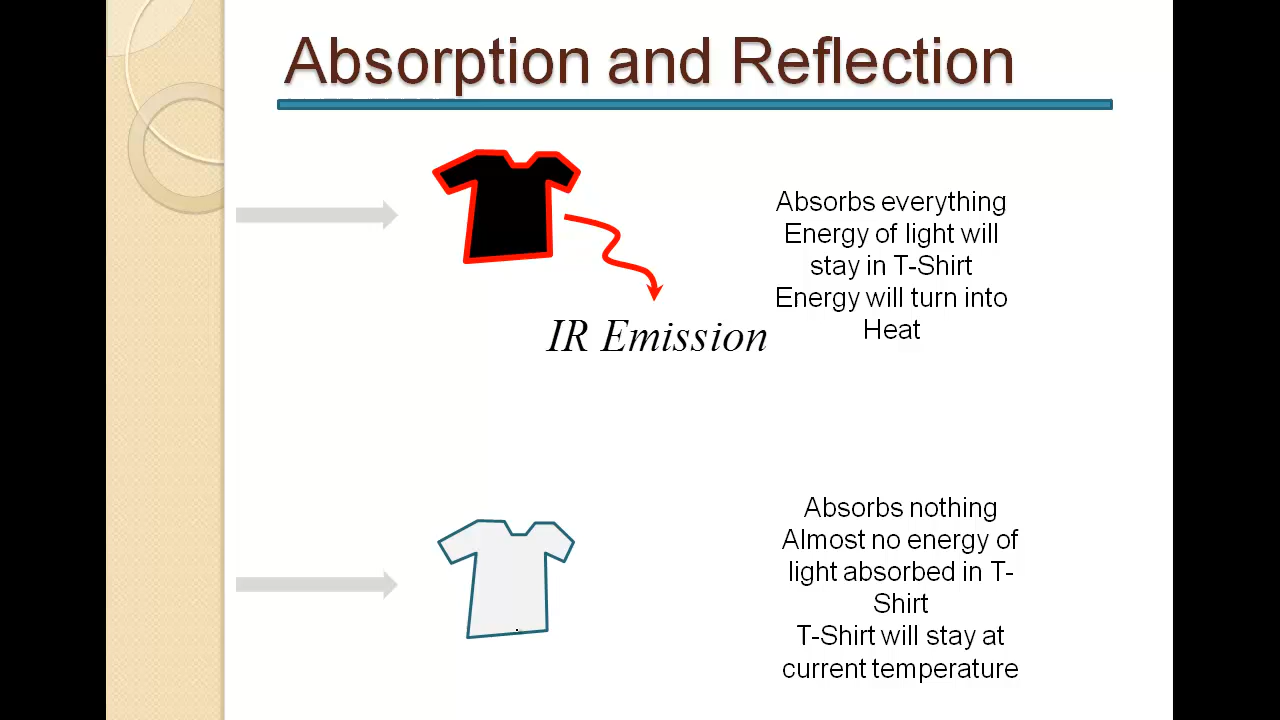 Absorption and Reflection
Absorbs everything
Energy of light will
stay in T-Shirt
Energy will turn into
Heat
IR Emission
Absorbs nothing
Almost no energy of
light absorbed in T-
Shirt
T-Shirt will stay at
current temperature